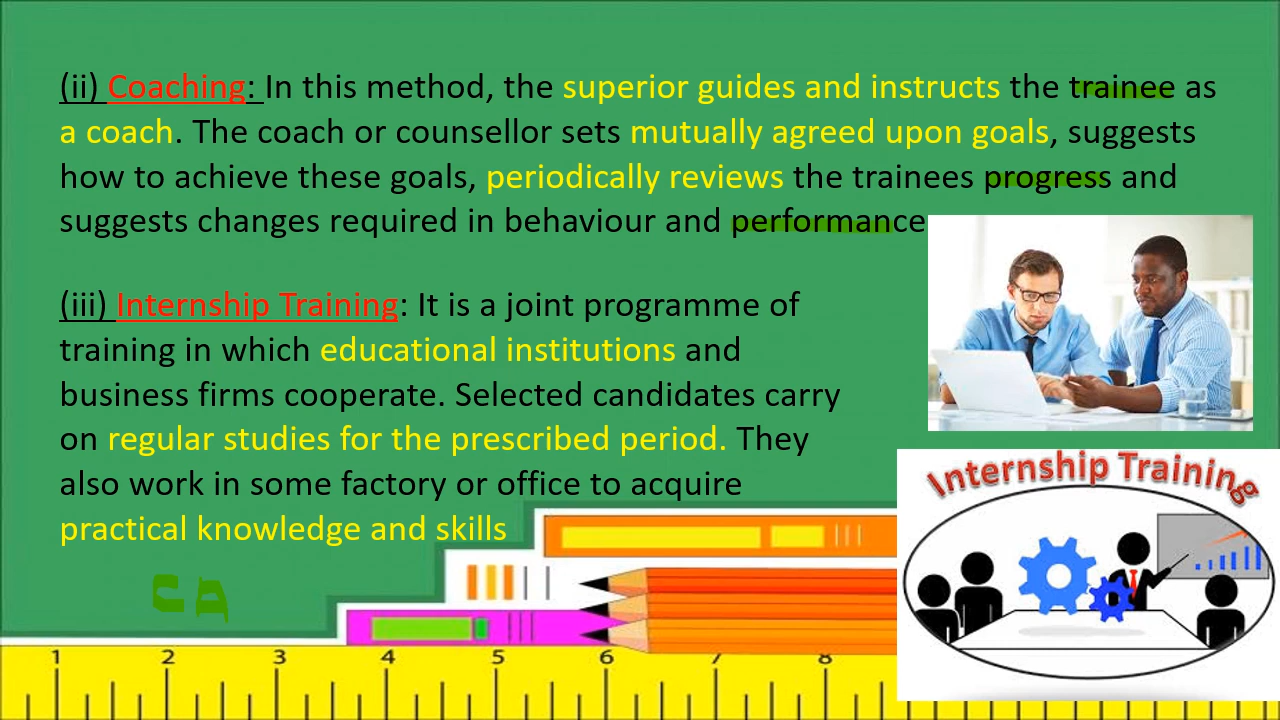 (ii) Coaching: In this method, the superior guides and instructs the trainee as
a coach. The coach or counsellor sets mutually agreed upon goals, suggests
how to achieve these goals, periodically reviews the trainees progress and
suggests changes required in behaviour and performance
(iii) Internship Training: It is a joint programme of
training in which educational institutions and
business firms cooperate. Selected candidates carry
on regular studies for the prescribed period. They
also work in some factory or office to acquire
practical knowledge and skills
Internship Training
CA
1 2 3 4 5 6 7 8